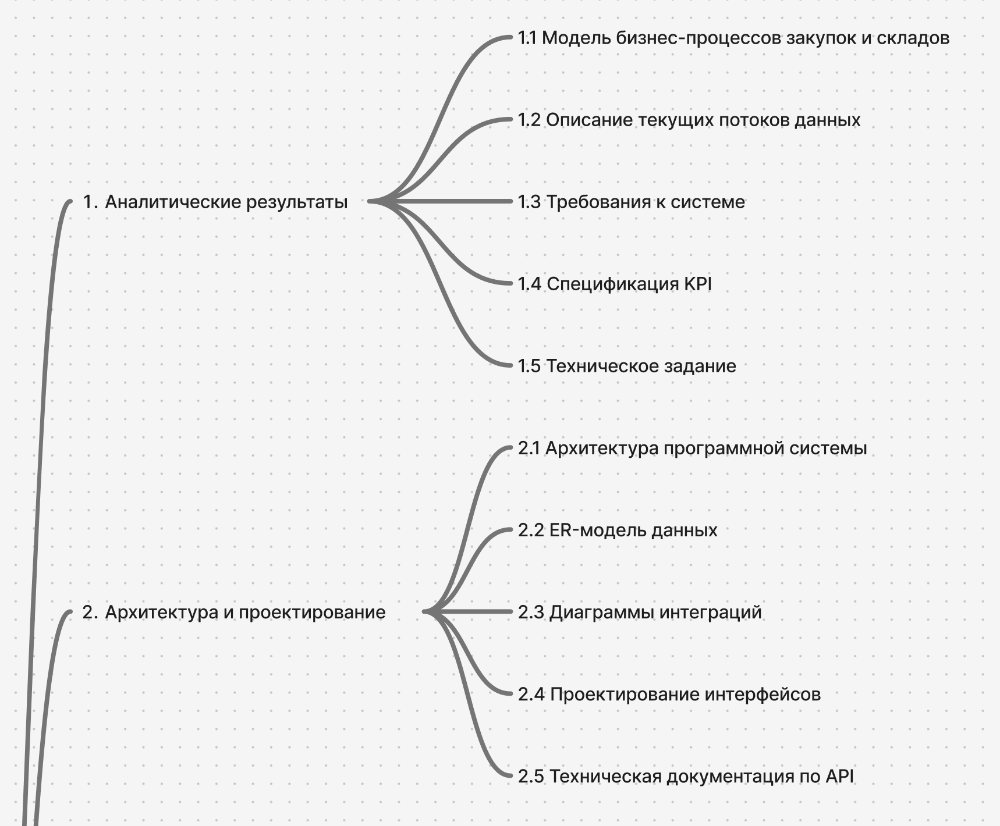 1.1 Модель бизнес-процессов закупок и складов
1.2 Описание текущих потоков данных
1. Аналитические результаты
1.3 Требования к системе
1.4 Спецификация KPI
1.5 Техническое задание
2.1 Архитектура программной системы
2.2 ER-модель данных
2. Архитектура и проектирование
2.3 Диаграммы интеграций
2.4 Проектирование интерфейсов
2.5 Техническая документация по API